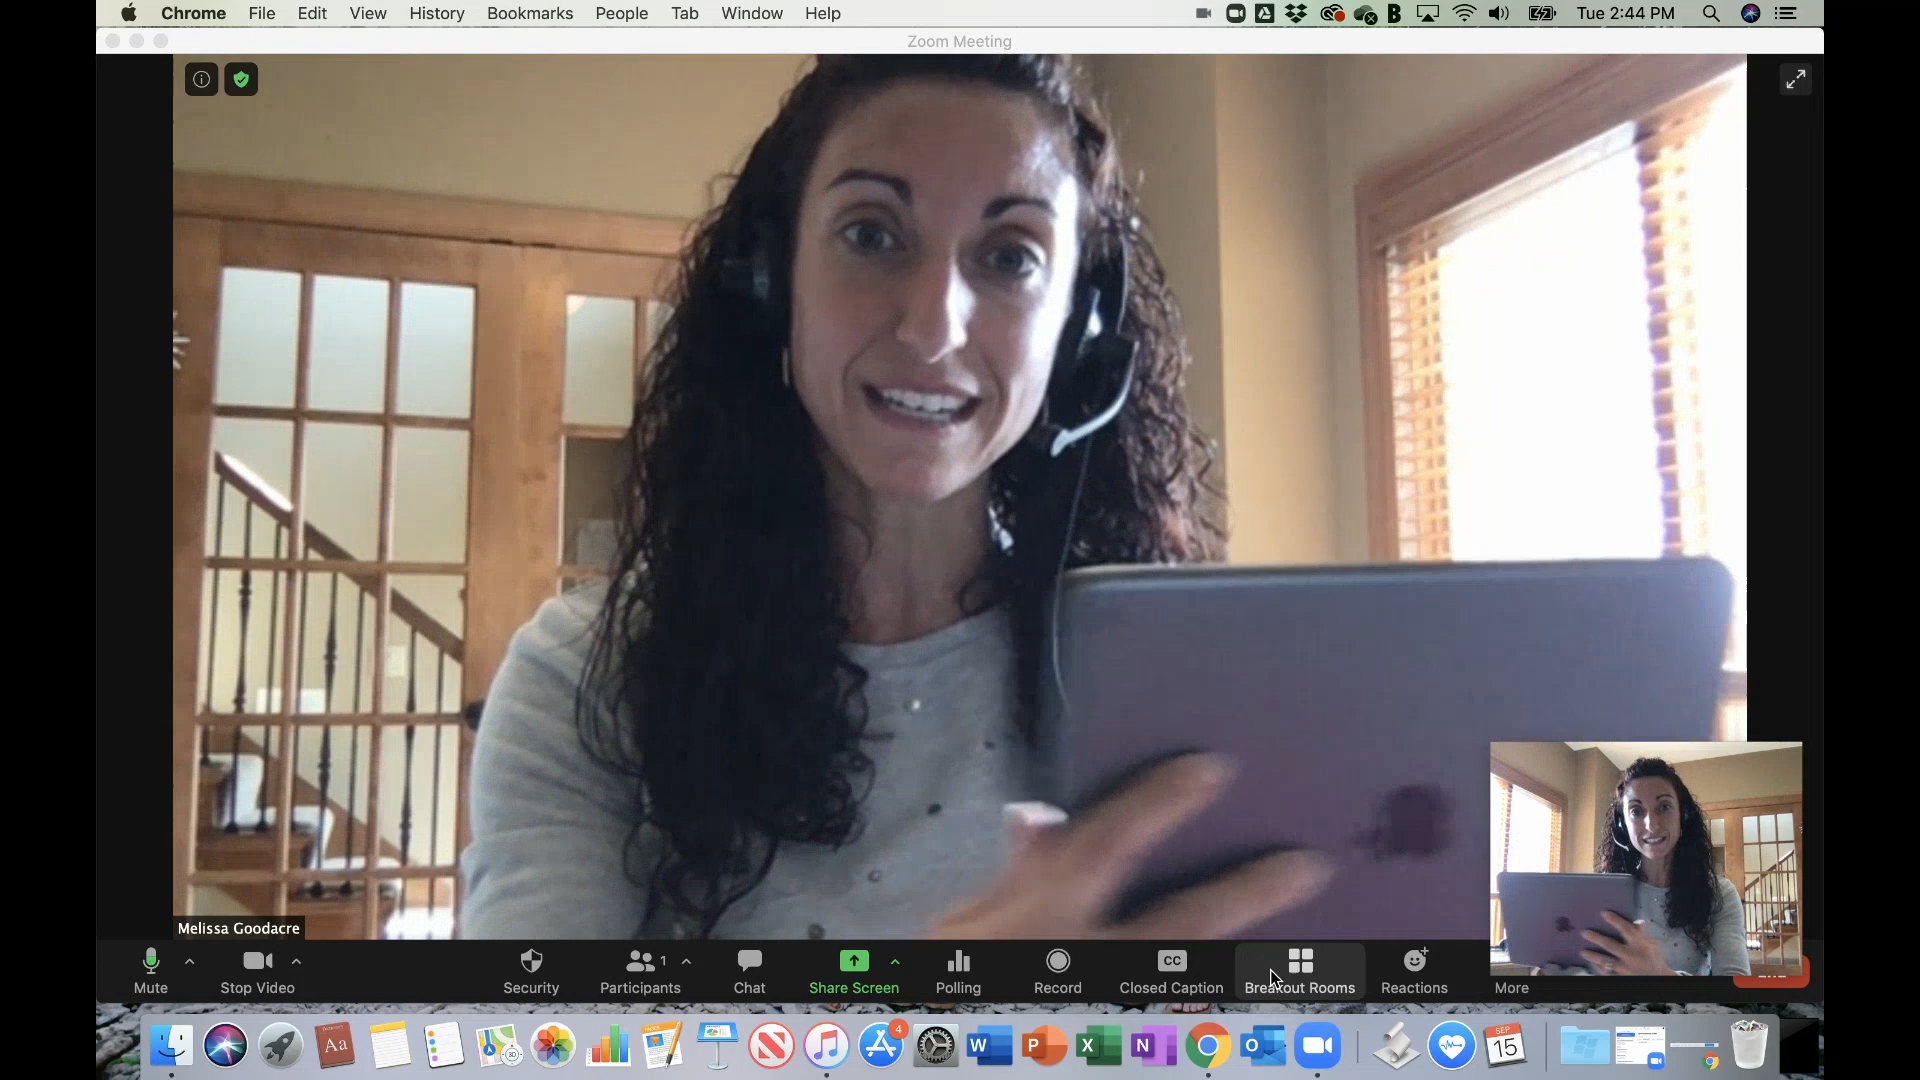 Chrome File Edit View History Bookmarks People Tab Window Help B Tue 2:44 PM
Zoom Meeting
Melissa Goodacre
1
CC
Mute Stop Video Security Participants Chat Share Screen Polling Record Closed Caption Breakout Rooms Reactions More
Aa 3D 4 W P X N O SEP
15